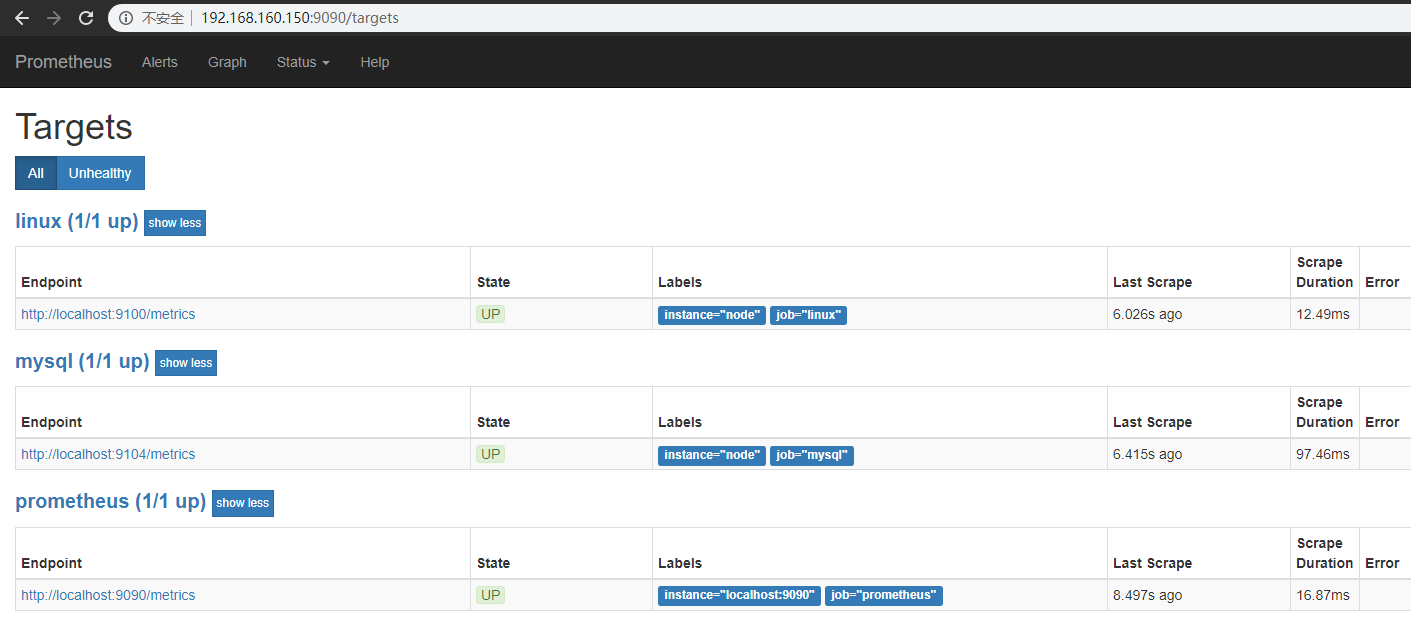 不安全 192.168.160.150:9090/targets
Prometheus Alerts Graph Status Help
Targets
All Unhealthy
linux (1/1 up) show less
Endpoint State Labels Last Scrape Scrape Duration Error
http://localhost:9100/metrics UP instance="node" job="linux" 6.026s ago 12.49ms
mysql (1/1 up) show less
Endpoint State Labels Last Scrape Scrape Duration Error
http://localhost:9104/metrics UP instance="node" job="mysql" 6.415s ago 97.46ms
prometheus (1/1 up) show less
Endpoint State Labels Last Scrape Scrape Duration Error
http://localhost:9090/metrics UP instance="localhost:9090" job="prometheus" 8.497s ago 16.87ms